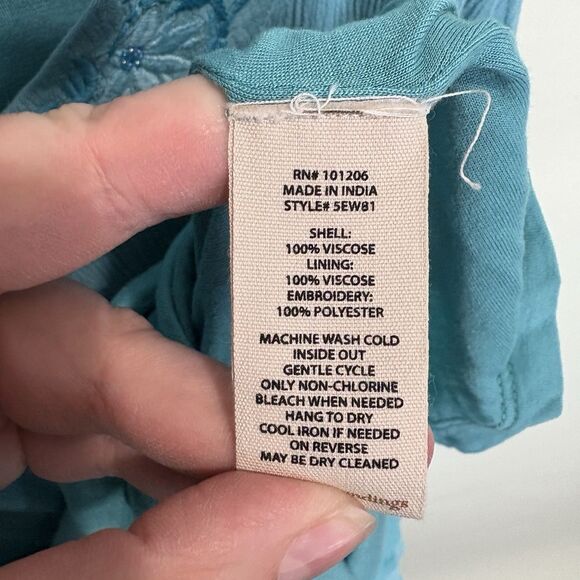 RN# 101206
MADE IN INDIA
STYLE# 5EW81
SHELL:
100% VISCOSE
LINING:
100% VISCOSE
EMBROIDERY:
100% POLYESTER
MACHINE WASH COLD
INSIDE OUT
GENTLE CYCLE
ONLY NON-CHLORINE
BLEACH WHEN NEEDED
HANG TO DRY
COOL IRON IF NEEDED
ON REVERSE
MAY BE DRY CLEANED